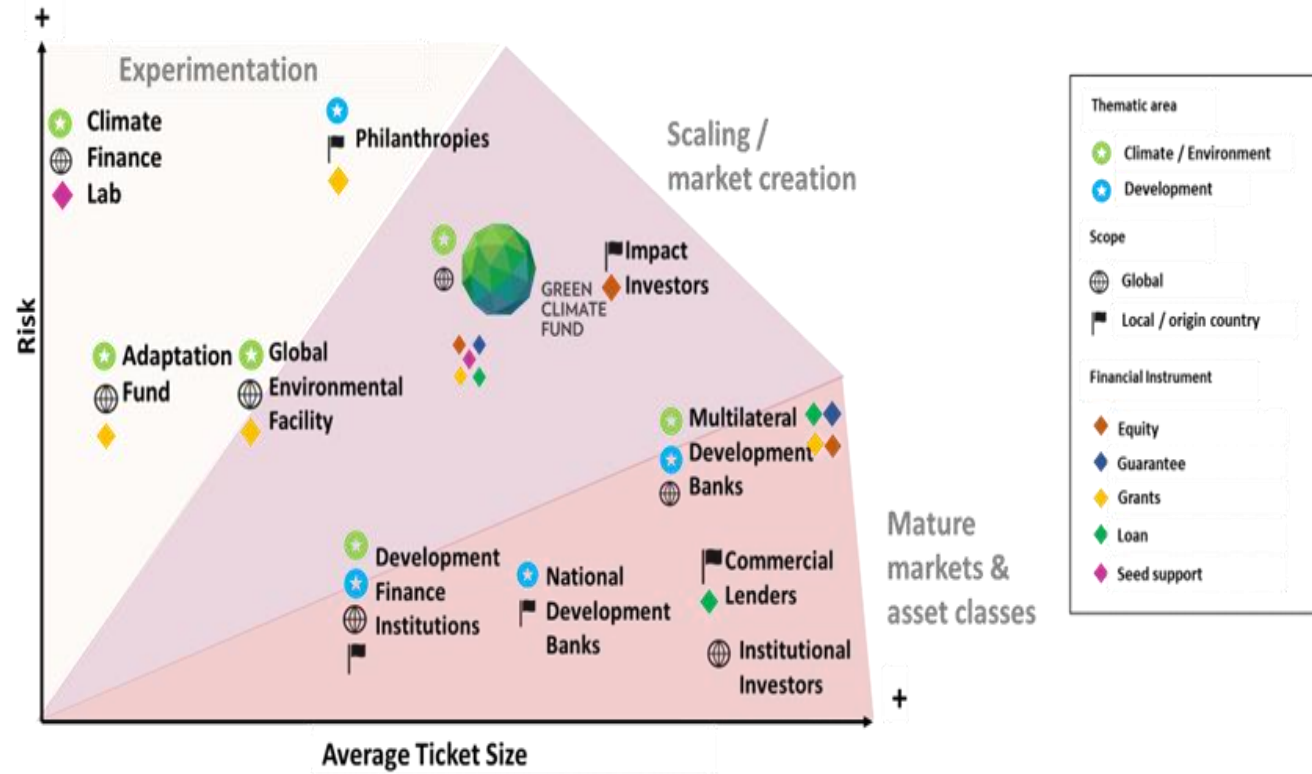 +
Experimentation
Climate
Finance
Lab
Philanthropies
Scaling /
market creation
GREEN
CLIMATE
FUND
Impact
Investors
Risk
Adaptation
Fund
Global
Environmental
Facility
Multilateral
Development
Banks
Development
Finance
Institutions
National
Development
Banks
Commercial
Lenders
Institutional
Investors
Mature
markets &
asset classes
+
Average Ticket Size
Thematic area
Climate / Environment
Development
Scope
Global
Local / origin country
Financial Instrument
Equity
Guarantee
Grants
Loan
Seed support